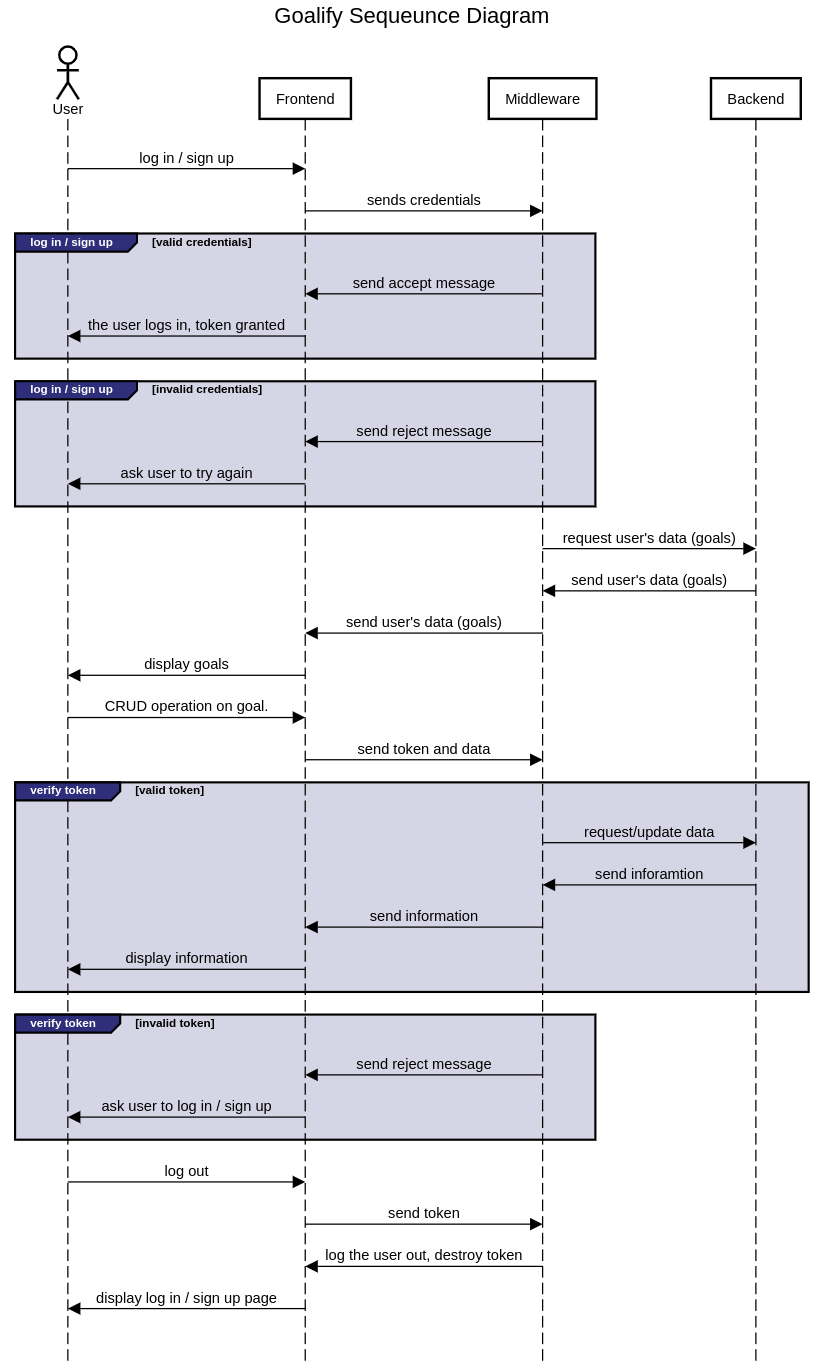 Goalify Sequeunce Diagram
User
Frontend
Middleware
Backend
log in / sign up
sends credentials
log in / sign up [valid credentials]
send accept message
the user logs in, token granted
log in / sign up [invalid credentials]
send reject message
ask user to try again
request user's data (goals)
send user's data (goals)
send user's data (goals)
display goals
CRUD operation on goal.
send token and data
verify token [valid token]
request/update data
send inforamtion
send information
display information
verify token [invalid token]
send reject message
ask user to log in / sign up
log out
send token
log the user out, destroy token
display log in / sign up page